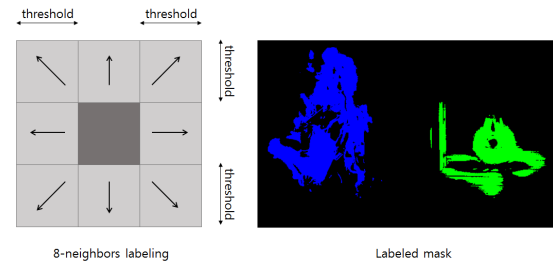 threshold threshold
threshold
threshold
8-neighbors labeling
Labeled mask